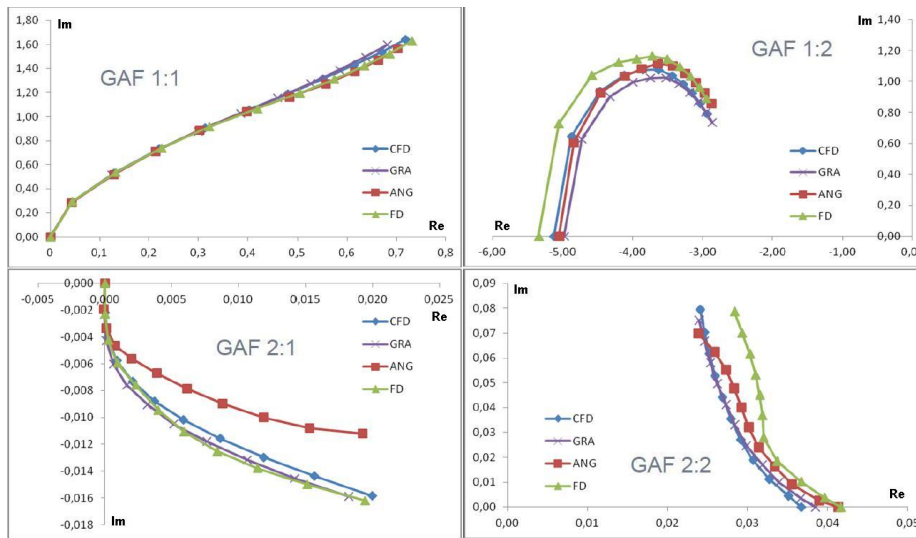 Im
1,80
1,60
1,40
1,20
1,00
0,80
0,60
0,40
0,20
0,00
GAF 1:1
CFD
GRA
ANG
FD
Re
0 0,1 0,2 0,3 0,4 0,5 0,6 0,7 0,8
Im
1,40
1,20
1,00
0,80
0,60
0,40
0,20
0,00
GAF 1:2
CFD
GRA
ANG
FD
Re
-6,00 -5,00 -4,00 -3,00 -2,00 -1,00 0,0
0,000
-0,002
-0,004
-0,006
-0,008
-0,010
-0,012
-0,014
-0,016
-0,018
-0,005 0,000 0,005 0,010 0,015 0,020 0,025
Re
GAF 2:1
CFD
GRA
ANG
FD
Im
Im
0,09
0,08
0,07
0,06
0,05
0,04
0,03
0,02
0,01
0,00
CFD
GRA
ANG
FD
GAF 2:2
Re
0,00 0,01 0,02 0,03 0,04 0,05